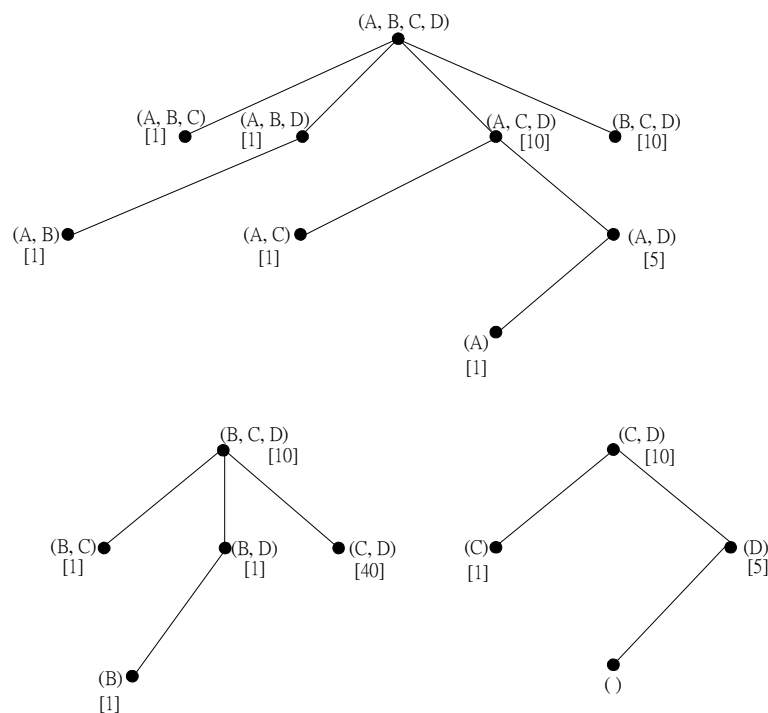 (A, B, C, D)
(A, B, C)
[1]
(A, B, D)
[1]
(A, C, D)
[10]
(B, C, D)
[10]
(A, B)
[1]
(A, C)
[1]
(A, D)
[5]
(A)
[1]
(B, C, D)
[10]
(C, D)
[10]
(B, C)
[1]
(B, D)
[1]
(C, D)
[40]
(C)
[1]
(D)
[5]
(B)
[1]
( )